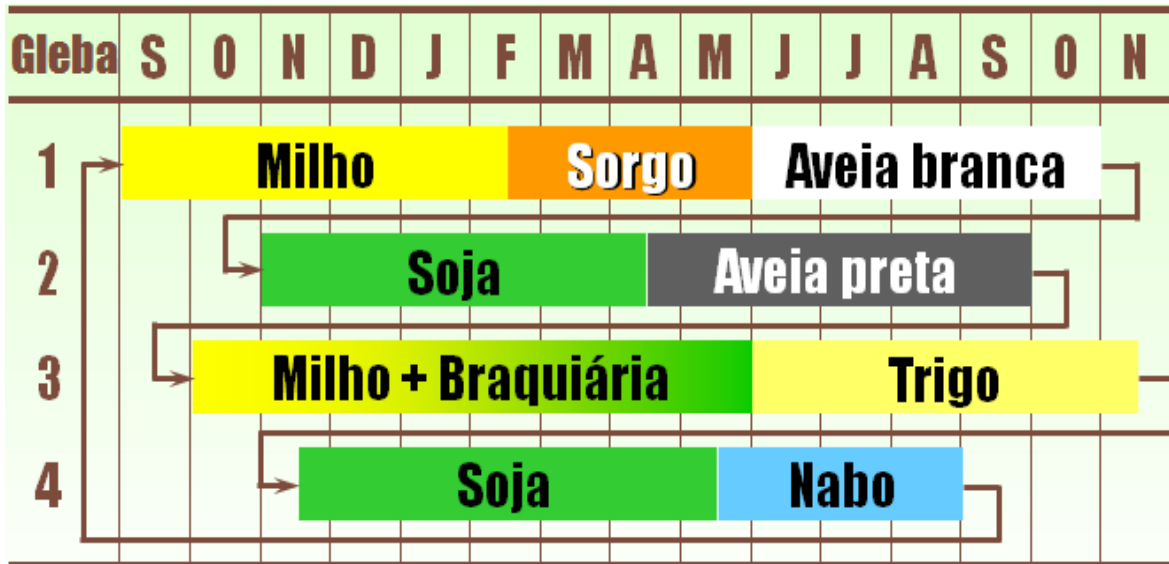 Gleba S O N D J F M A M J J A S O N
1 Milho Sorgo Aveia branca
2 Soja Aveia preta
3 Milho + Braquiária Trigo
4 Soja Nabo